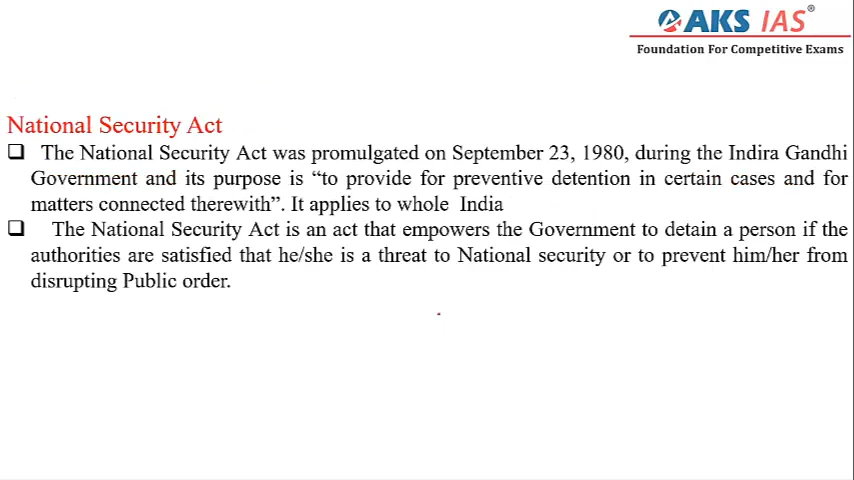 AKS IAS®
Foundation For Competitive Exams
National Security Act
The National Security Act was promulgated on September 23, 1980, during the Indira Gandhi
Government and its purpose is “to provide for preventive detention in certain cases and for
matters connected therewith”. It applies to whole India
The National Security Act is an act that empowers the Government to detain a person if the
authorities are satisfied that he/she is a threat to National security or to prevent him/her from
disrupting Public order.